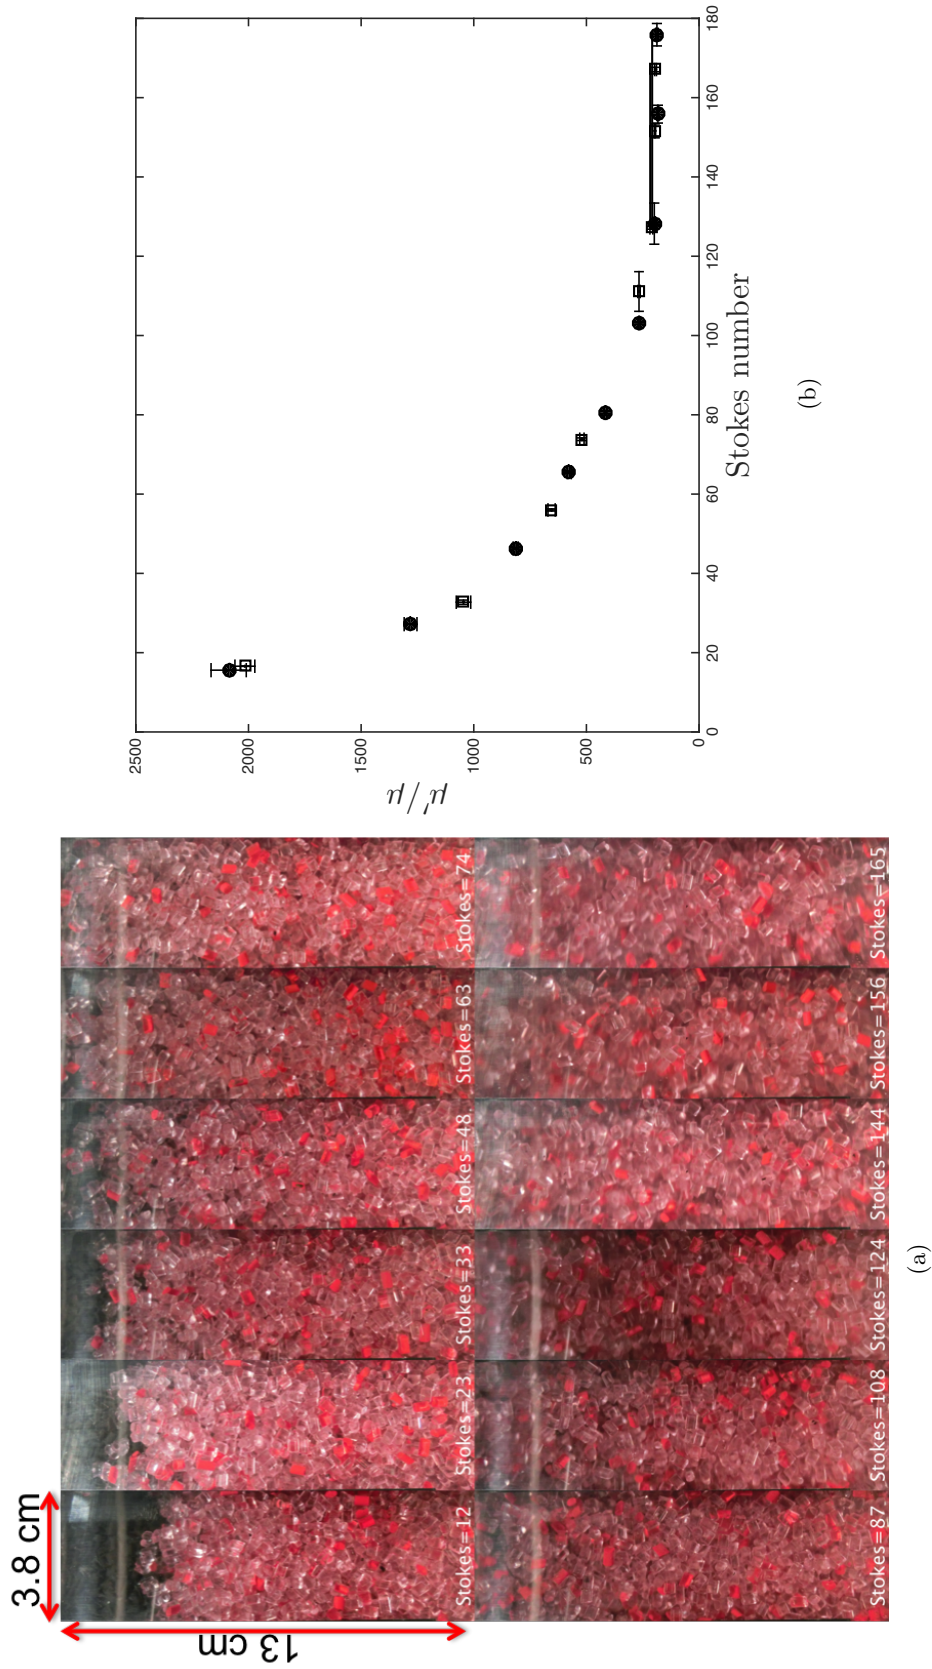 3.8 cm
13 cm
Stokes=12
Stokes=23
Stokes=33
Stokes=48
Stokes=63
Stokes=74
Stokes=87
Stokes=108
Stokes=124
Stokes=144
Stokes=156
Stokes=165
(a)
μ′/μ
2500
2000
1500
1000
500
0
0 20 40 60 80 100 120 140 160 180
Stokes number
(b)